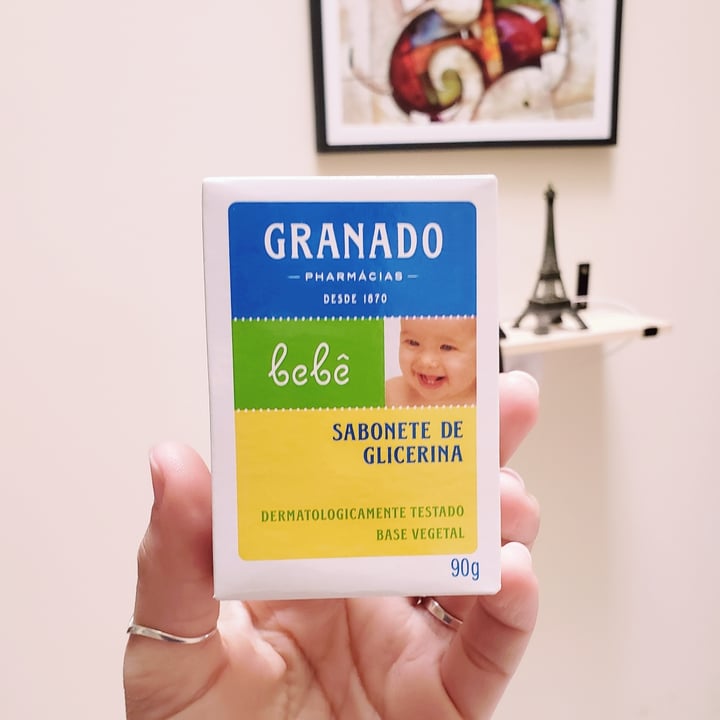 GRANADO
PHARMÁCIAS
DESDE 1870
bebê
SABONETE DE
GLICERINA
DERMATOLOGICAMENTE TESTADO
BASE VEGETAL
90g